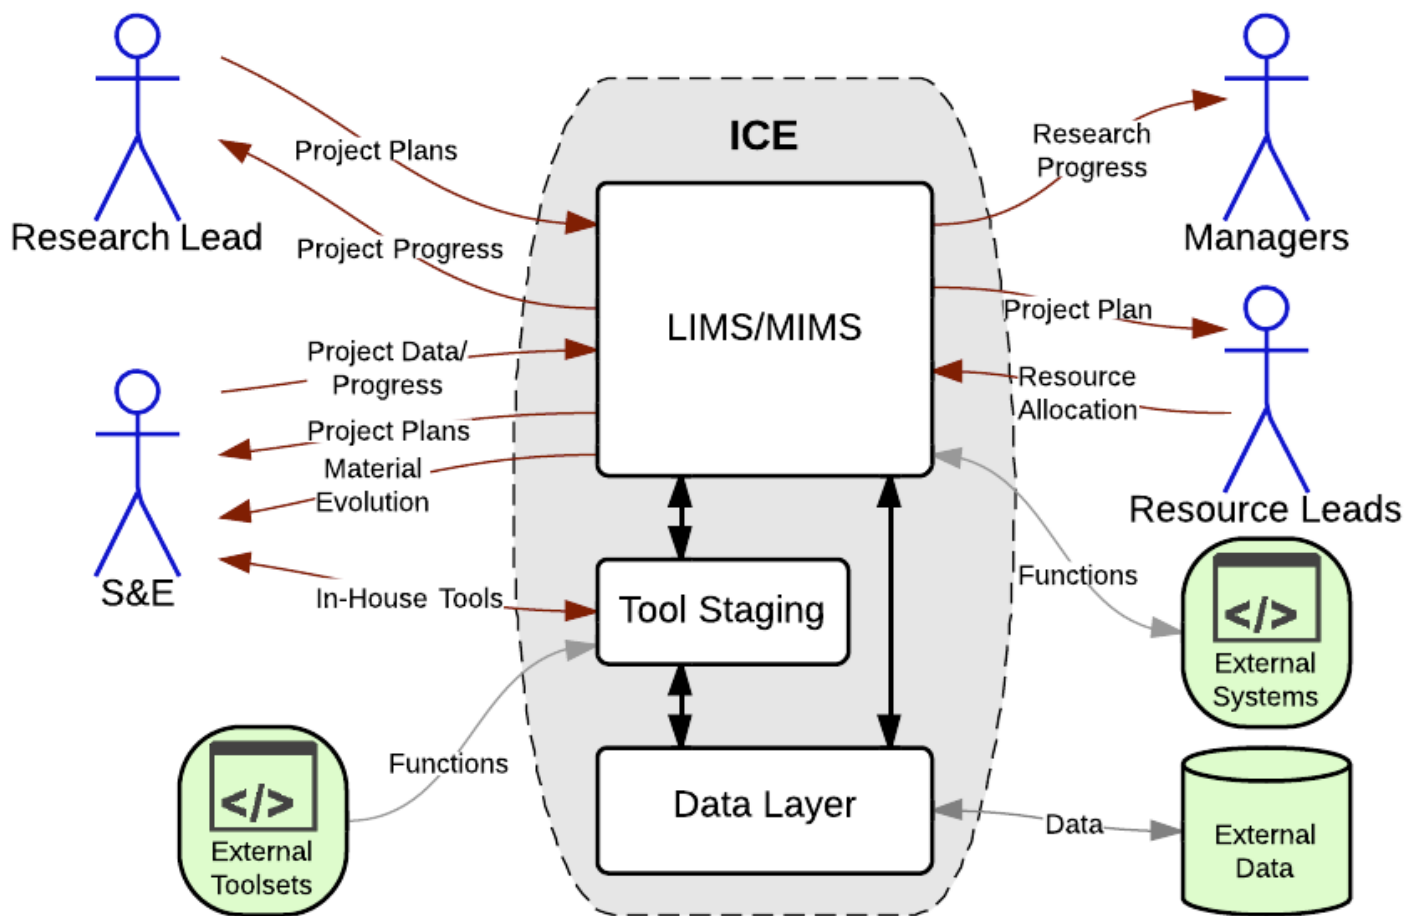 ICE
Project Plans
Research Lead
Project Progress
Research
Progress
Managers
LIMS/MIMS
Project Plan
Project Data/
Progress
Resource
Allocation
Project Plans
Material
Evolution
Resource Leads
S&E
In-House Tools
Tool Staging
Functions
</>
External
Systems
Functions
</>
External
Toolsets
Data Layer
Data
External
Data